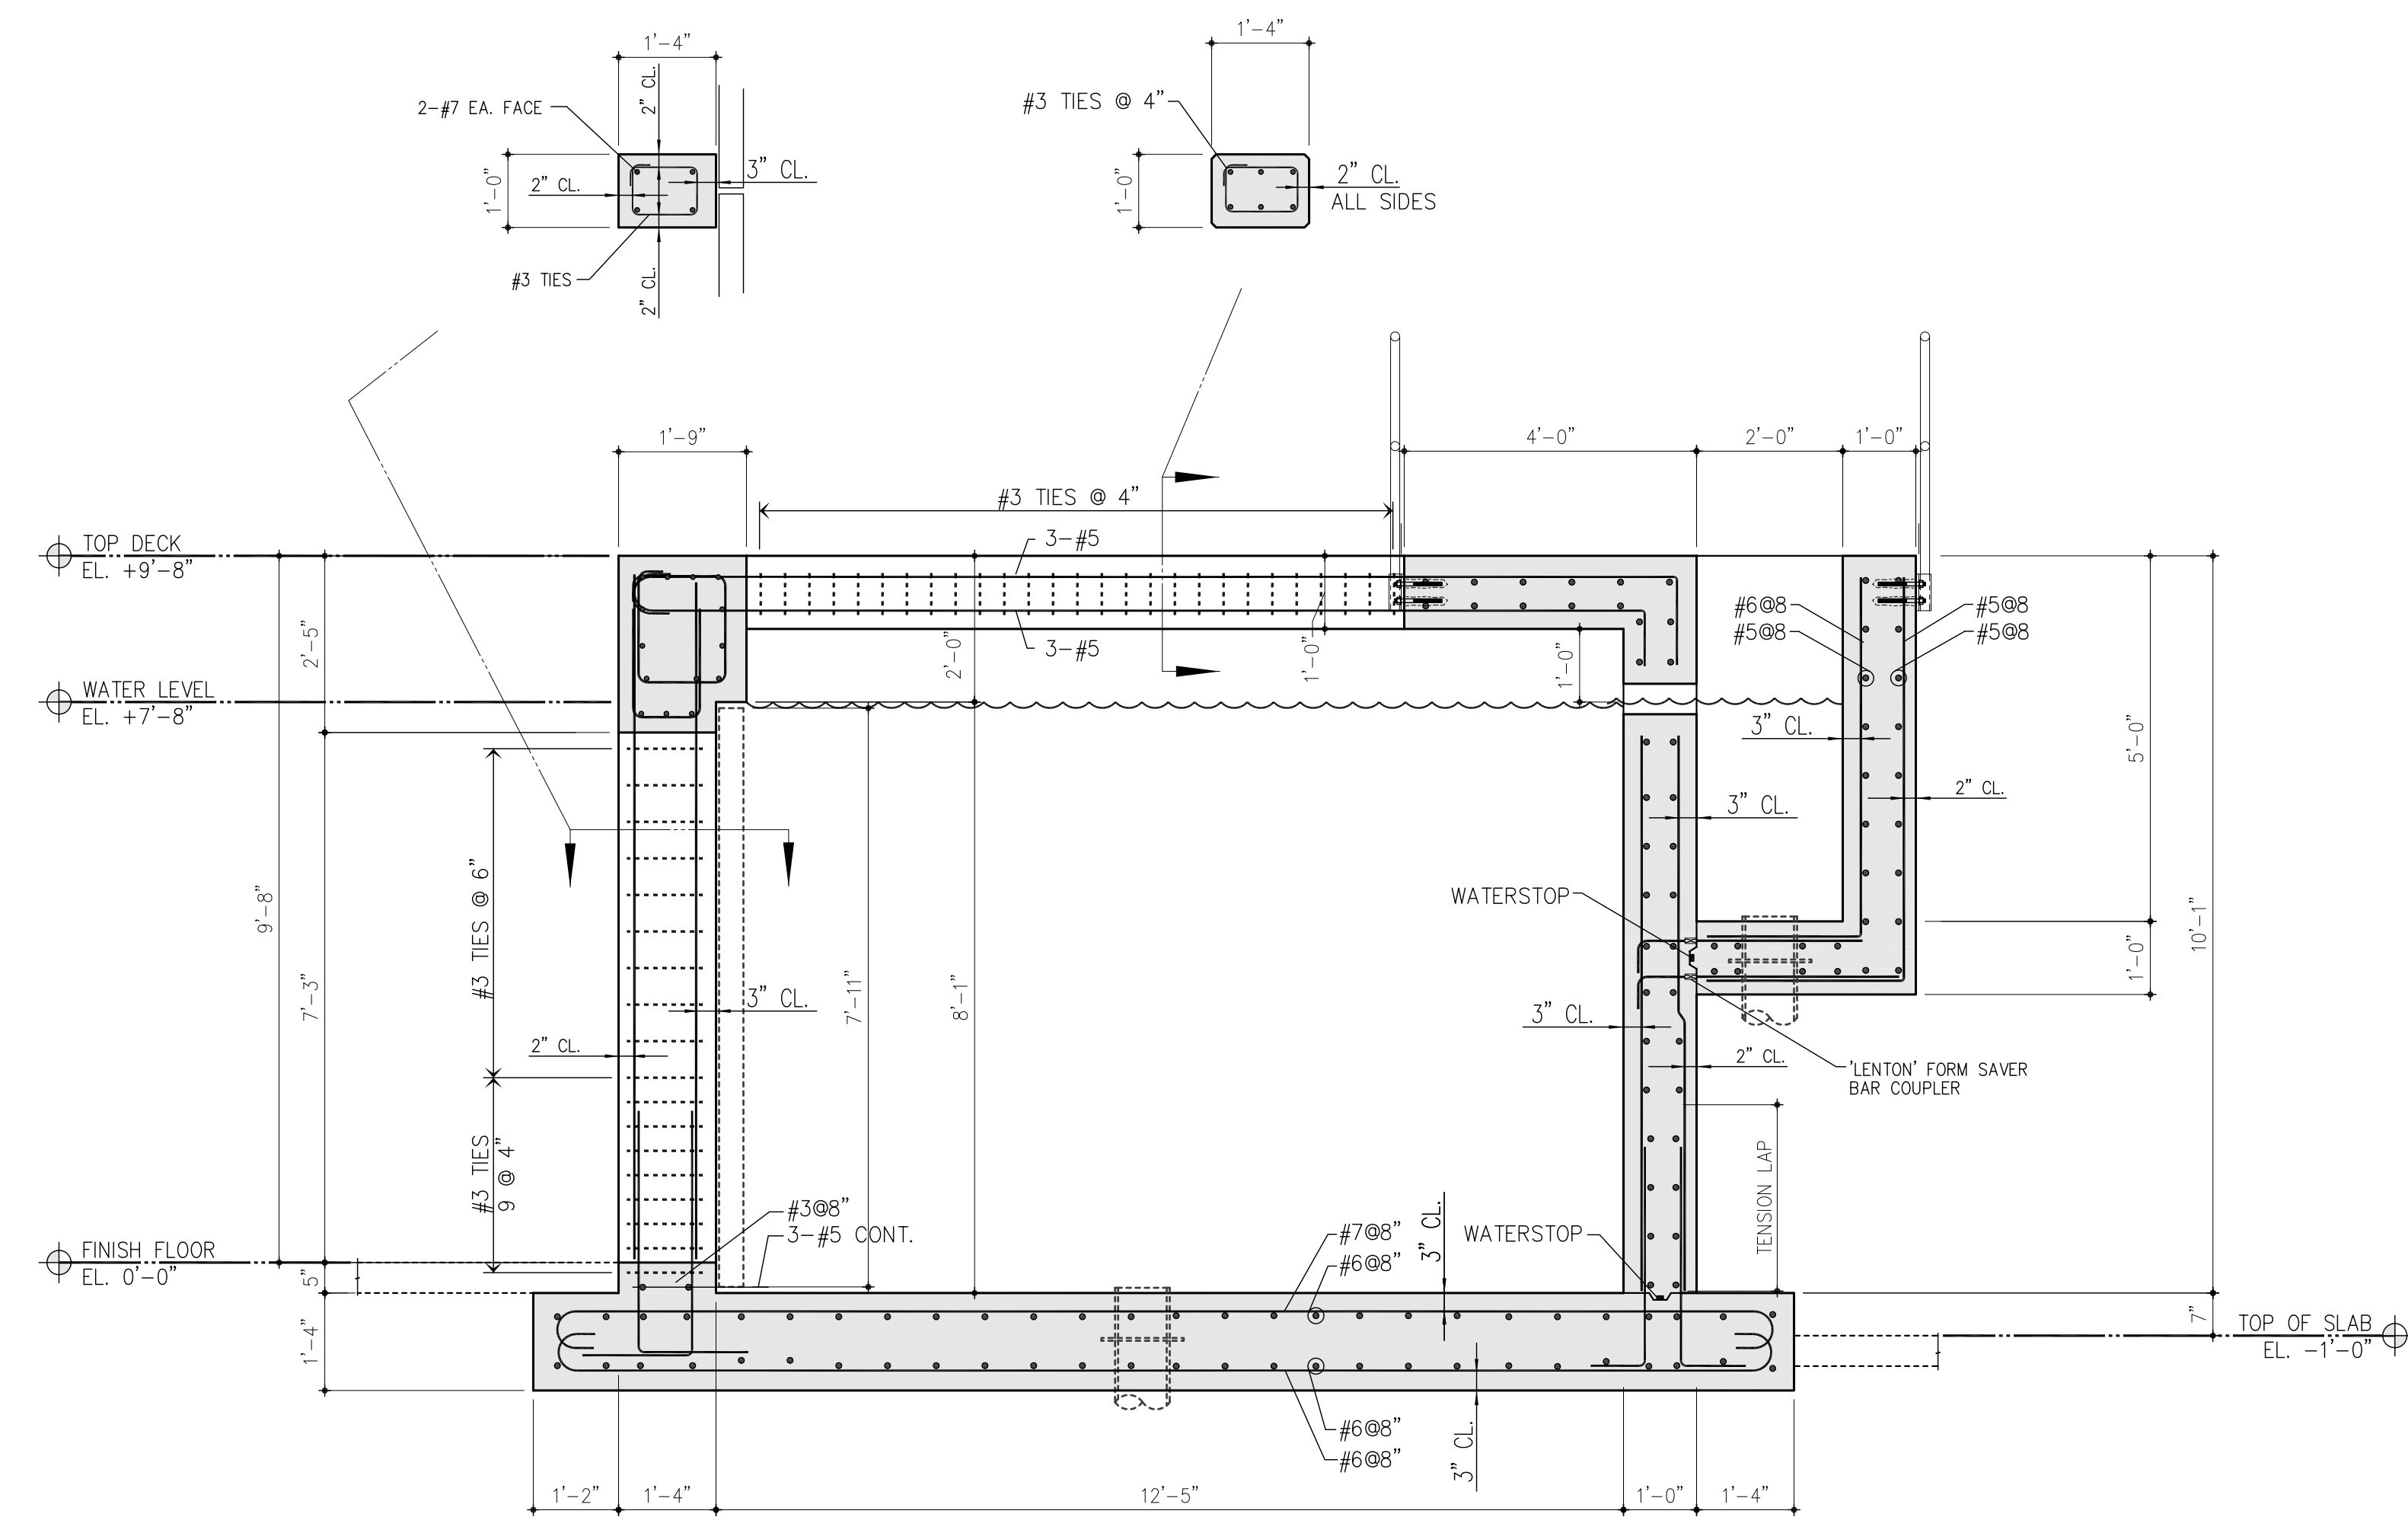 1'-4"
1'-4"
2" CL.
2-#7 EA. FACE
#3 TIES @ 4"
3" CL.
2" CL.
1'-0"
1'-0"
2" CL.
ALL SIDES
#3 TIES
2" CL.
1'-9"
4'-0"
2'-0"
1'-0"
#3 TIES @ 4"
3-#5
TOP DECK
EL. +9'-8"
#6@8
#5@8
#5@8
#5@8
2'-5"
2'-0"
3-#5
1'-0"
1'-0"
WATER LEVEL
EL. +7'-8"
3" CL.
5'-0"
3" CL.
2" CL.
9'-8"
#3 TIES @ 6"
WATERSTOP
10'-1"
1'-0"
7'-3"
3" CL.
7'-11"
8'-1"
3" CL.
2" CL.
2" CL.
'LENTON' FORM SAVER
BAR COUPLER
#3 TIES
9 @ 4"
TENSION LAP
#3@8"
3-#5 CONT.
#7@8"
#6@8"
3" CL.
WATERSTOP
FINISH FLOOR
EL. 0'-0"
5"
7"
TOP OF SLAB
EL. -1'-0"
1'-4"
#6@8"
#6@8"
3" CL.
1'-2"
1'-4"
12'-5"
1'-0"
1'-4"